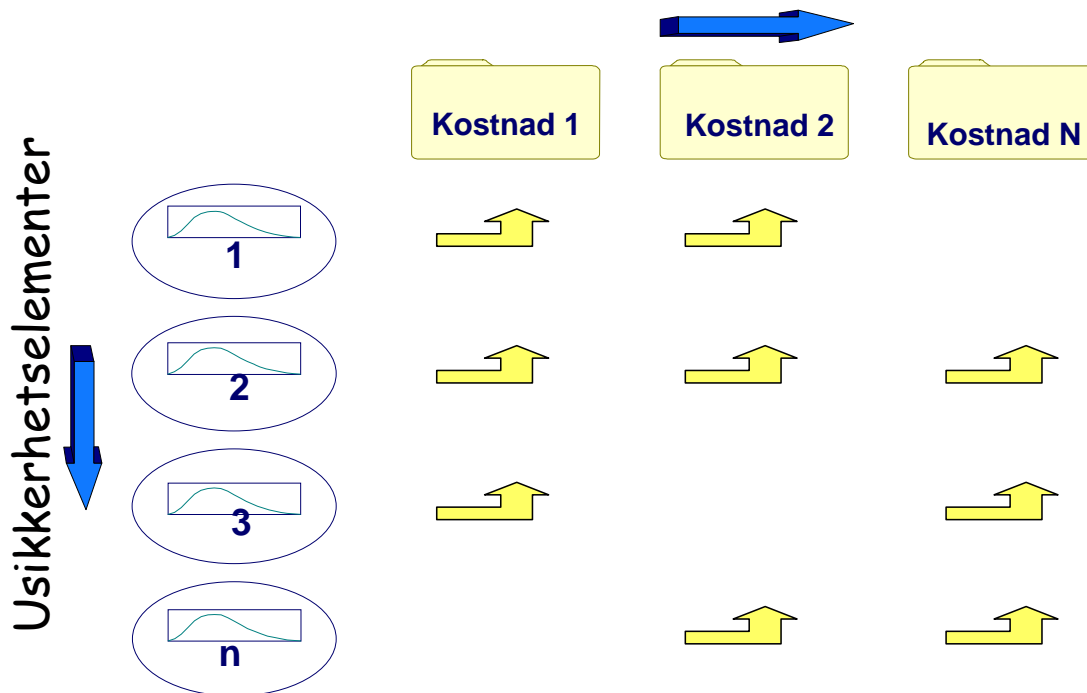 Kostnad 1
Kostnad 2
Kostnad N
Usikkerhetselementer
1
2
3
n